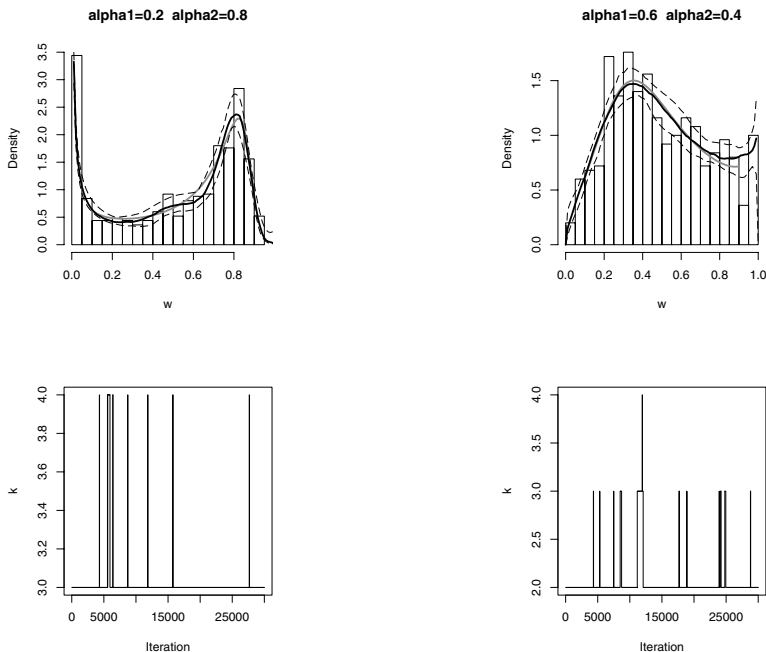 alpha1=0.2 alpha2=0.8
Density
0.0 0.5 1.0 1.5 2.0 2.5 3.0 3.5
0.0 0.2 0.4 0.6 0.8
w
alpha1=0.6 alpha2=0.4
Density
0.0 0.5 1.0 1.5
0.0 0.2 0.4 0.6 0.8 1.0
w
k
3.0 3.2 3.4 3.6 3.8 4.0
0 5000 15000 25000
Iteration
k
2.0 2.5 3.0 3.5 4.0
0 5000 15000 25000
Iteration